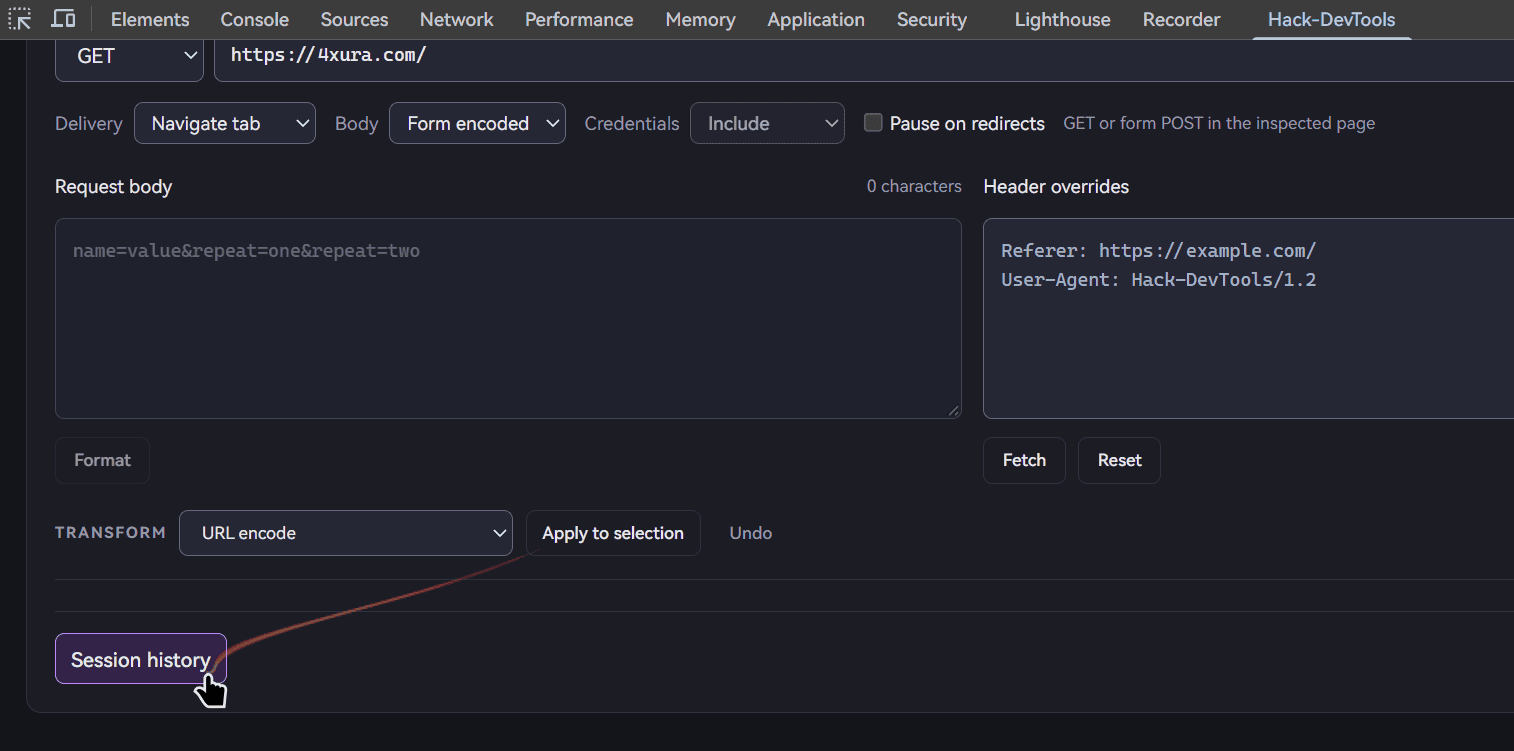 Elements Console Sources Network Performance Memory Application Security Lighthouse Recorder Hack-DevTools
GET https://4xura.com/
Delivery Navigate tab Body Form encoded Credentials Include Pause on redirects GET or form POST in the inspected page
Request body 0 characters Header overrides
name=value&repeat=one&repeat=two Referer: https://example.com/
User-Agent: Hack-DevTools/1.2
Format Fetch Reset
TRANSFORM URL encode Apply to selection Undo
Session history